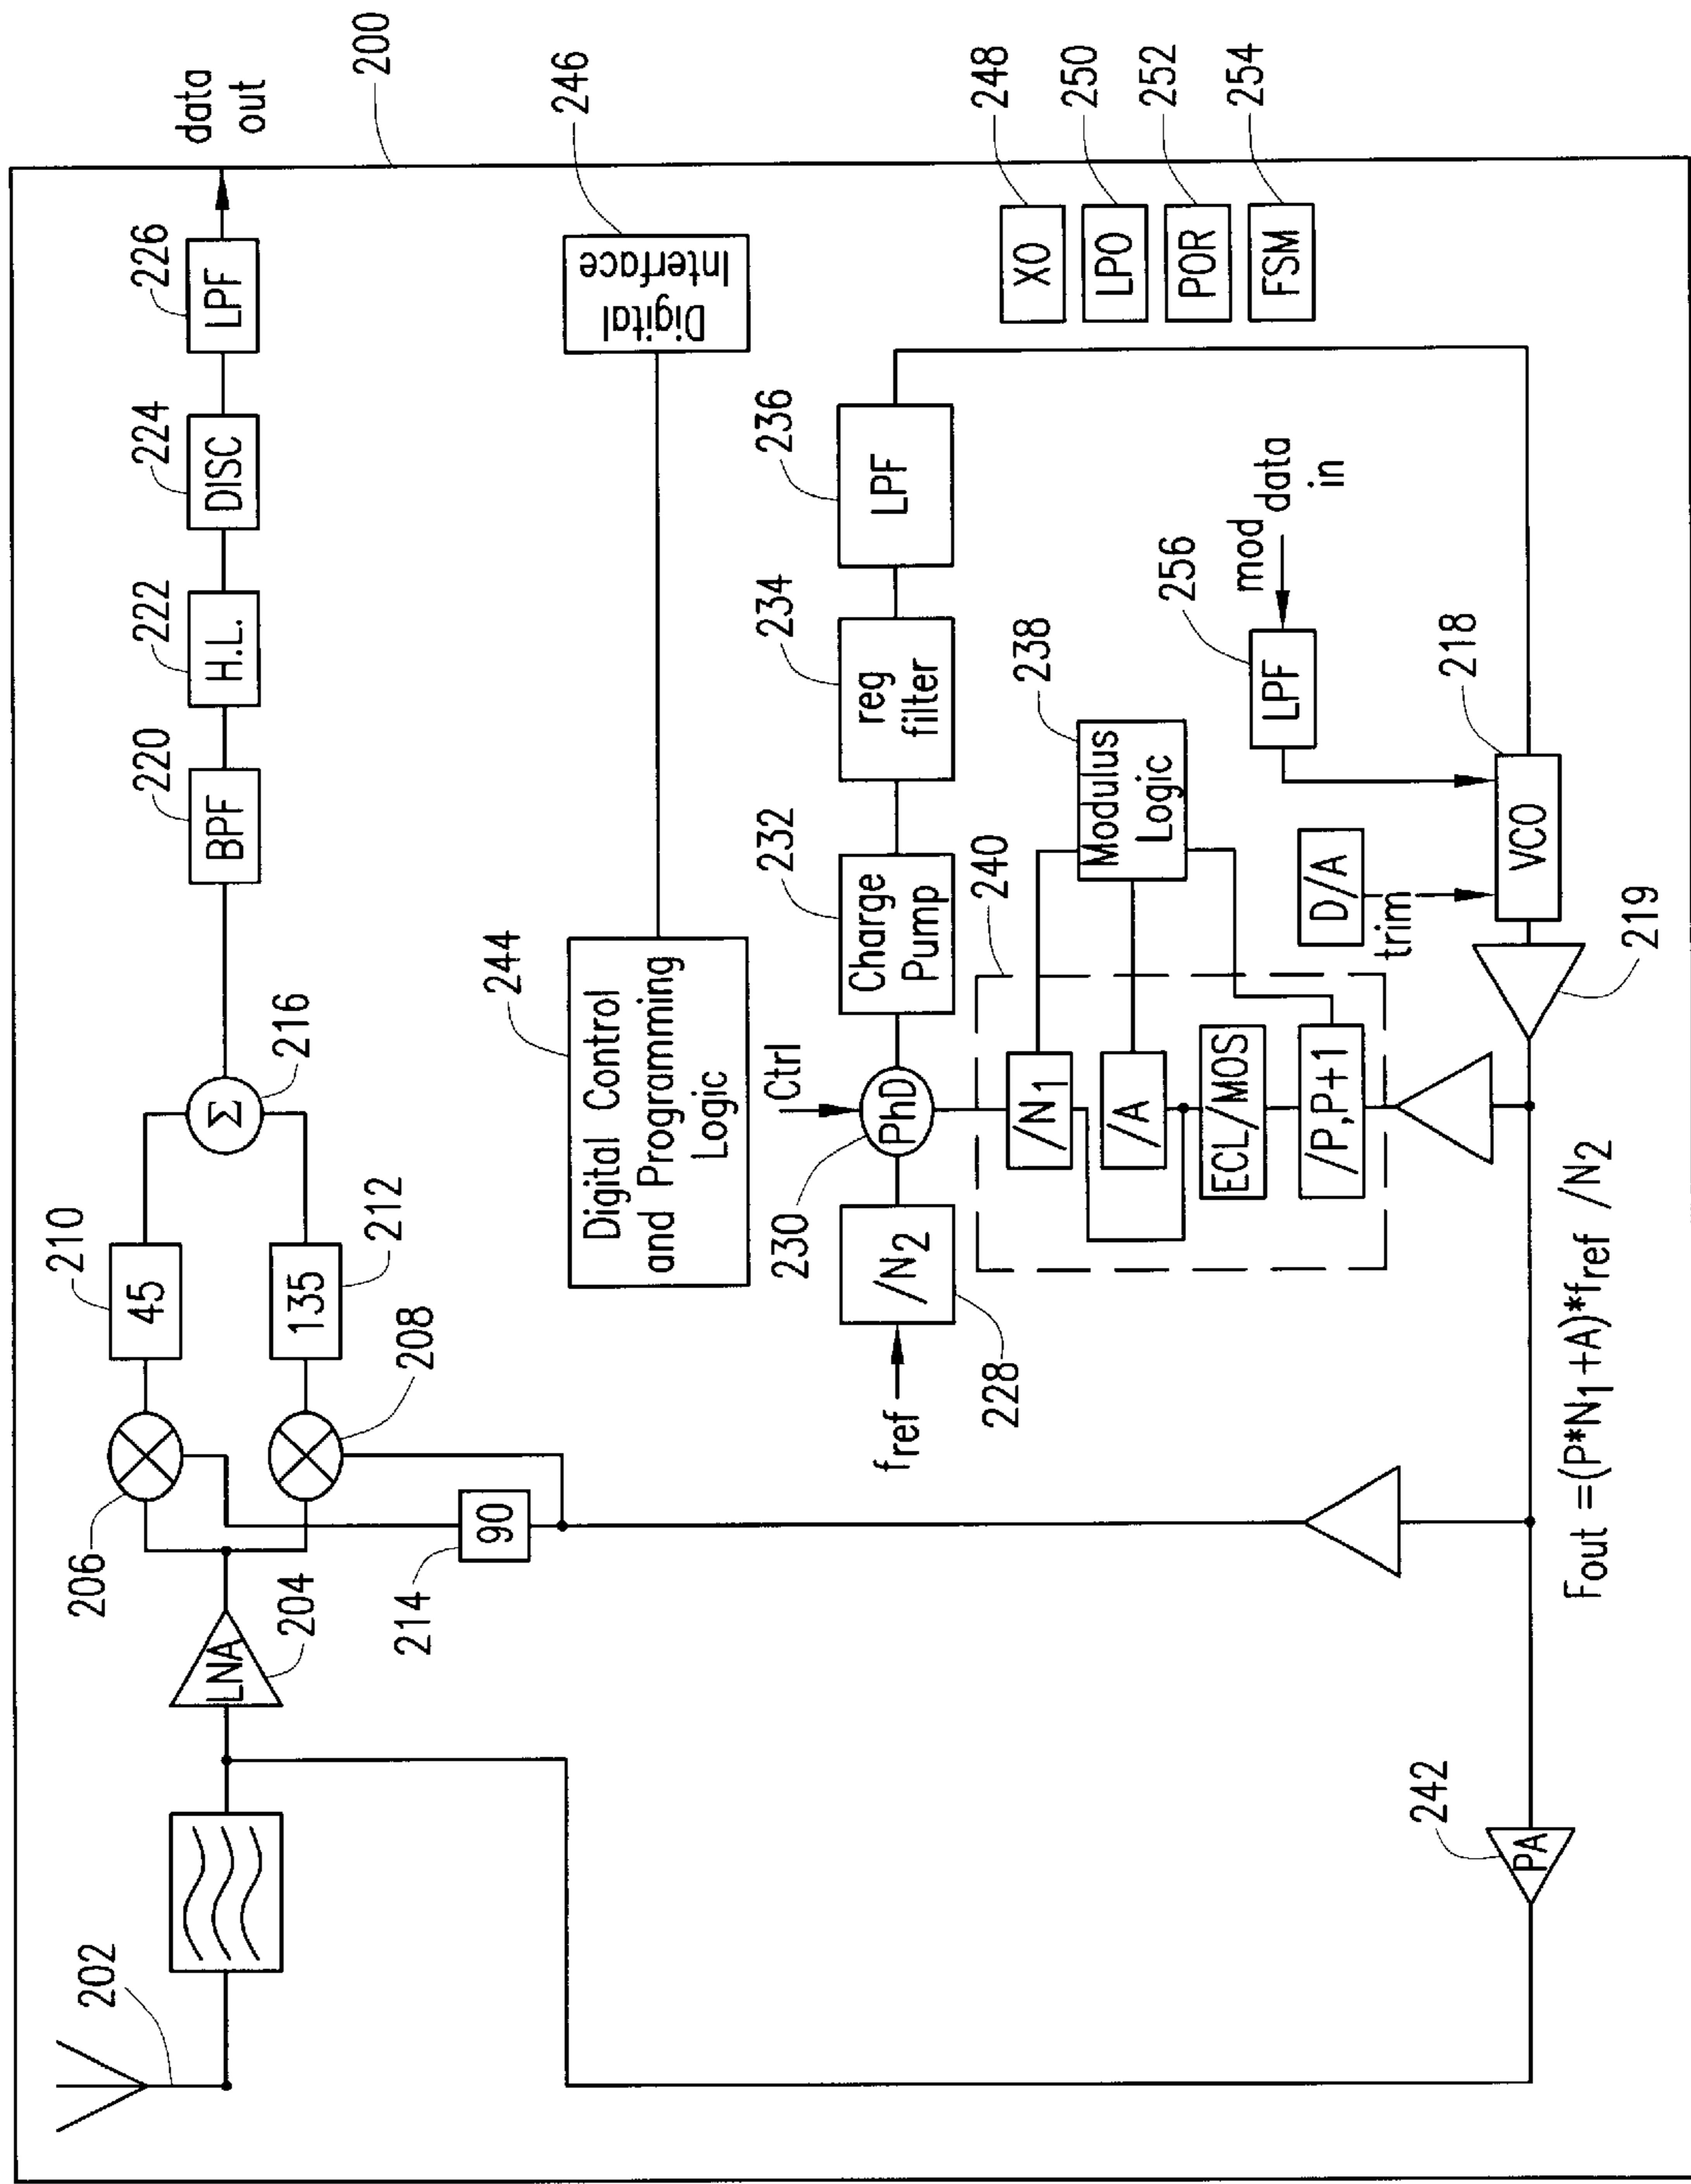 202
LNA
204
206
208
210
45
212
135
214
90
216
Σ
220
BPF
222
H.L.
224
DISC
226
LPF
data
out
200
244
Digital Control
and Programming
Logic
246
Digital
Interface
fref
228
/N2
230
PhD
Ctrl
232
Charge
Pump
234
reg
filter
236
LPF
240
/N1
/A
ECL/MOS
/P,P+1
238
Modulus
Logic
256
LPF
mod
data
in
D/A
trim
218
VCO
219
242
PA
Fout =(P*N1+A)*fref /N2
XO
248
LPO
250
POR
252
FSM
254